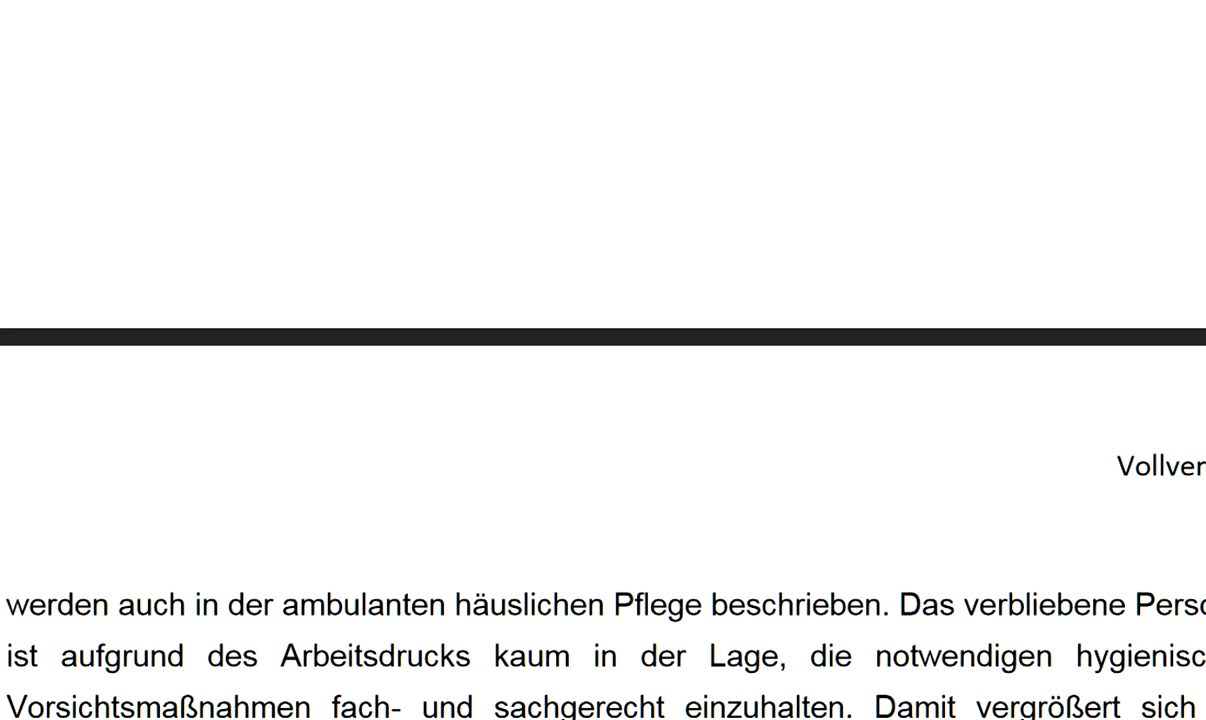 Vollver
werden auch in der ambulanten häuslichen Pflege beschrieben. Das verbliebene Perso
ist aufgrund des Arbeitsdrucks kaum in der Lage, die notwendigen hygienisc
Vorsichtsmaßnahmen fach- und sachgerecht einzuhalten. Damit vergrößert sich